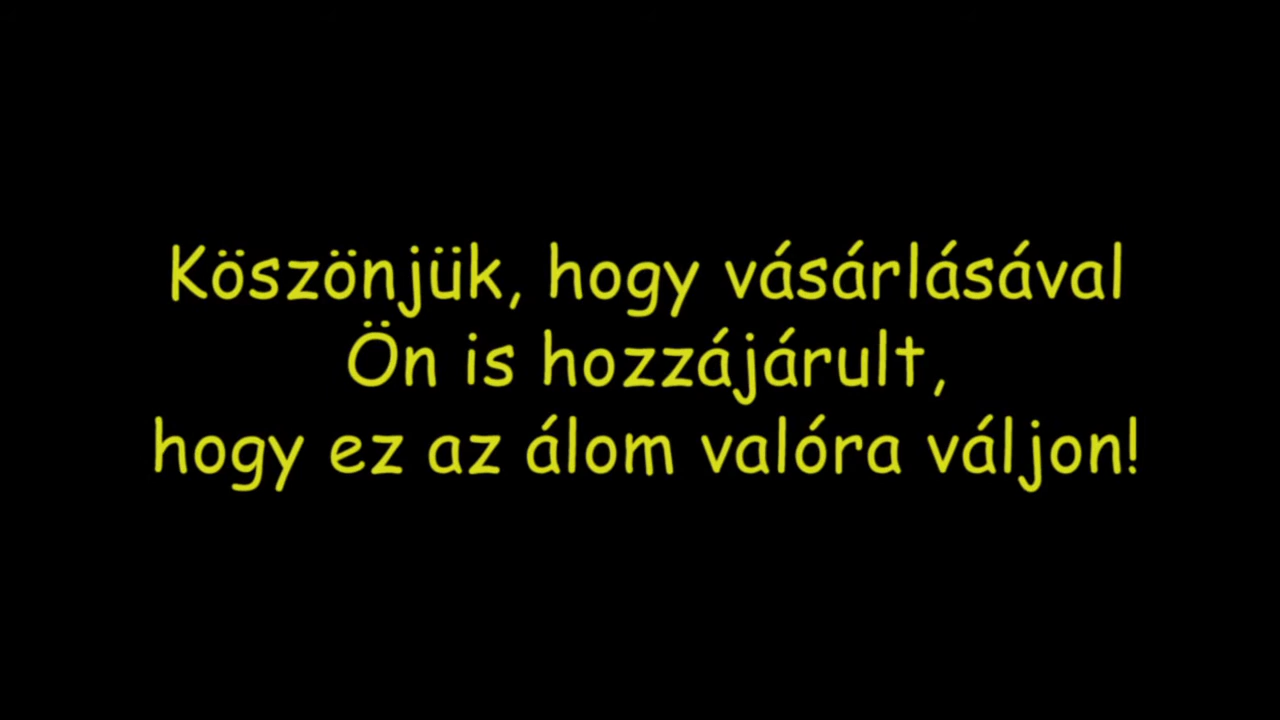 Köszönjük, hogy vásárlásával
Ön is hozzájárult,
hogy ez az álom valóra váljon!